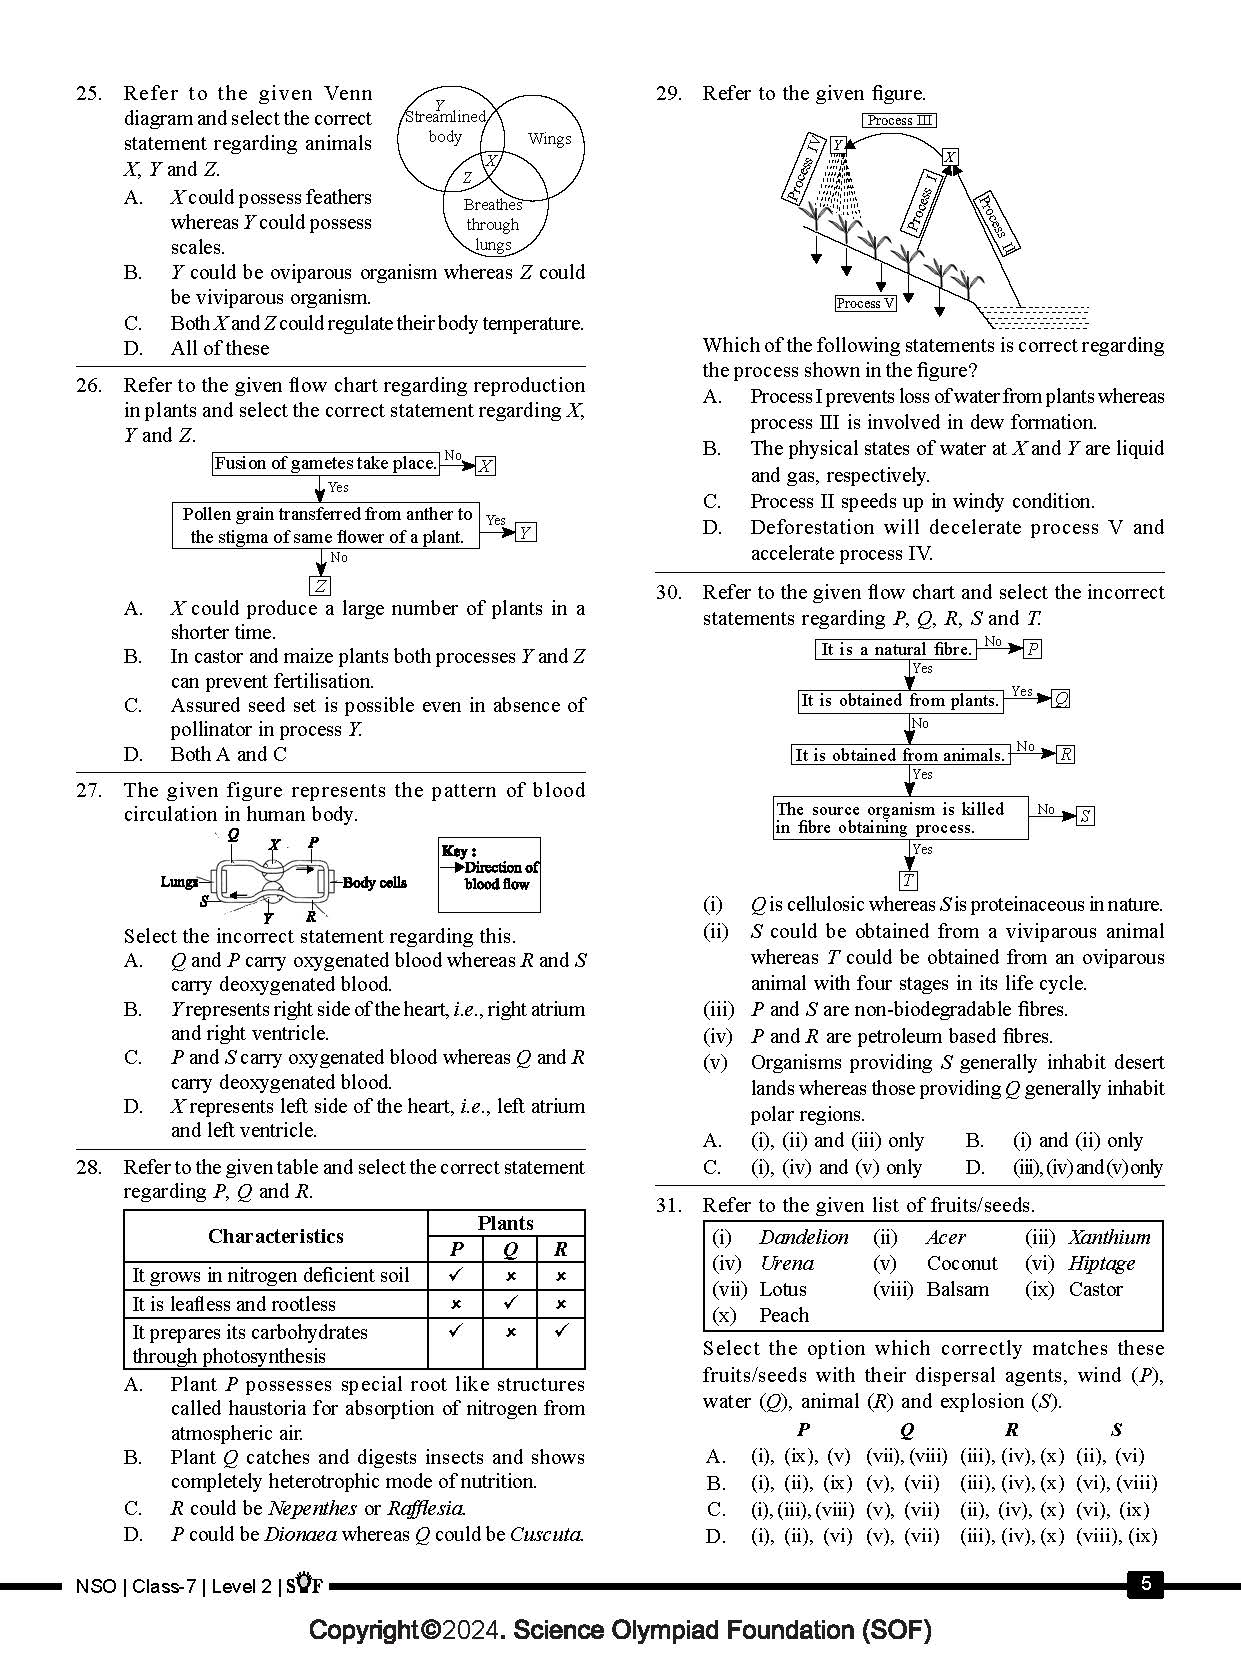 25. Refer to the given Venn
diagram and select the correct
statement regarding animals
X, Y and Z.
Y
Streamlined
body
Wings
X
Z
Breathes
through
lungs
A. X could possess feathers
whereas Y could possess
scales.
B. Y could be oviparous organism whereas Z could
be viviparous organism.
C. Both X and Z could regulate their body temperature.
D. All of these
26. Refer to the given flow chart regarding reproduction
in plants and select the correct statement regarding X,
Y and Z.
Fusion of gametes take place. No X
Yes
Pollen grain transferred from anther to
the stigma of same flower of a plant. Yes Y
No
Z
A. X could produce a large number of plants in a
shorter time.
B. In castor and maize plants both processes Y and Z
can prevent fertilisation.
C. Assured seed set is possible even in absence of
pollinator in process Y.
D. Both A and C
27. The given figure represents the pattern of blood
circulation in human body.
Q X P
Lungs Body cells
S Y R
Key :
Direction of
blood flow
Select the incorrect statement regarding this.
A. Q and P carry oxygenated blood whereas R and S
carry deoxygenated blood.
B. Y represents right side of the heart, i.e., right atrium
and right ventricle.
C. P and S carry oxygenated blood whereas Q and R
carry deoxygenated blood.
D. X represents left side of the heart, i.e., left atrium
and left ventricle.
28. Refer to the given table and select the correct statement
regarding P, Q and R.
Characteristics Plants
P Q R
It grows in nitrogen deficient soil ✓ × ×
It is leafless and rootless × ✓ ×
It prepares its carbohydrates
through photosynthesis ✓ × ✓
A. Plant P possesses special root like structures
called haustoria for absorption of nitrogen from
atmospheric air.
B. Plant Q catches and digests insects and shows
completely heterotrophic mode of nutrition.
C. R could be Nepenthes or Rafflesia.
D. P could be Dionaea whereas Q could be Cuscuta.
29. Refer to the given figure.
Process III
Process IV
Y
X
Process I
Process II
Process V
Which of the following statements is correct regarding
the process shown in the figure?
A. Process I prevents loss of water from plants whereas
process III is involved in dew formation.
B. The physical states of water at X and Y are liquid
and gas, respectively.
C. Process II speeds up in windy condition.
D. Deforestation will decelerate process V and
accelerate process IV.
30. Refer to the given flow chart and select the incorrect
statements regarding P, Q, R, S and T.
It is a natural fibre. No P
Yes
It is obtained from plants. Yes Q
No
It is obtained from animals. No R
Yes
The source organism is killed
in fibre obtaining process. No S
Yes
T
(i) Q is cellulosic whereas S is proteinaceous in nature.
(ii) S could be obtained from a viviparous animal
whereas T could be obtained from an oviparous
animal with four stages in its life cycle.
(iii) P and S are non-biodegradable fibres.
(iv) P and R are petroleum based fibres.
(v) Organisms providing S generally inhabit desert
lands whereas those providing Q generally inhabit
polar regions.
A. (i), (ii) and (iii) only B. (i) and (ii) only
C. (i), (iv) and (v) only D. (iii), (iv) and (v) only
31. Refer to the given list of fruits/seeds.
(i) Dandelion (ii) Acer (iii) Xanthium
(iv) Urena (v) Coconut (vi) Hiptage
(vii) Lotus (viii) Balsam (ix) Castor
(x) Peach
Select the option which correctly matches these
fruits/seeds with their dispersal agents, wind (P),
water (Q), animal (R) and explosion (S).
P Q R S
A. (i), (ix), (v) (vii), (viii) (iii), (iv), (x) (ii), (vi)
B. (i), (ii), (ix) (v), (vii) (iii), (iv), (x) (vi), (viii)
C. (i), (iii), (viii) (v), (vii) (ii), (iv), (x) (vi), (ix)
D. (i), (ii), (vi) (v), (vii) (iii), (iv), (x) (viii), (ix)
NSO | Class-7 | Level 2 | SOF
5
Copyright©2024. Science Olympiad Foundation (SOF)